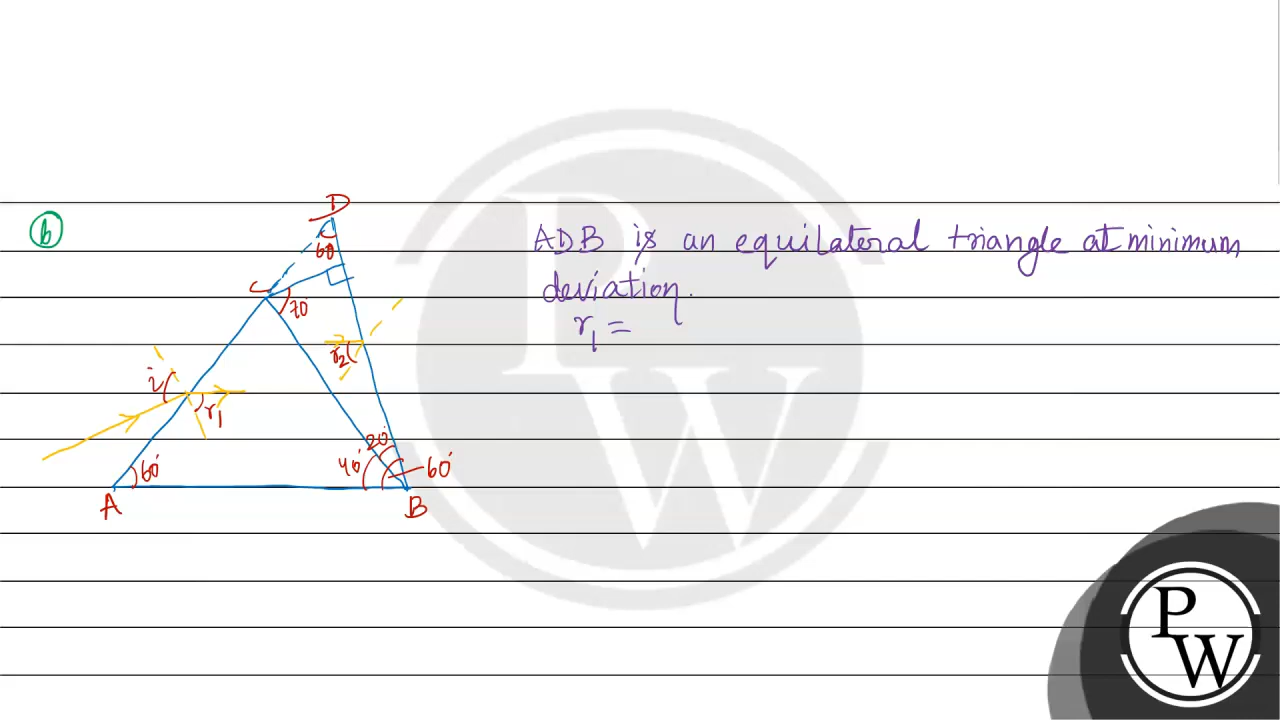 D
b
60
ADB is an equilateral triangle at minimum
deviation.
C
70
r₁ =
r₂
i
r₁
20°
60°
40°
60°
A
B
P
W
P
W